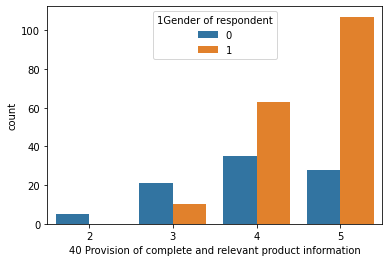 1Gender of respondent
0
1
100
80
60
40
20
0
count
2 3 4 5
40 Provision of complete and relevant product information